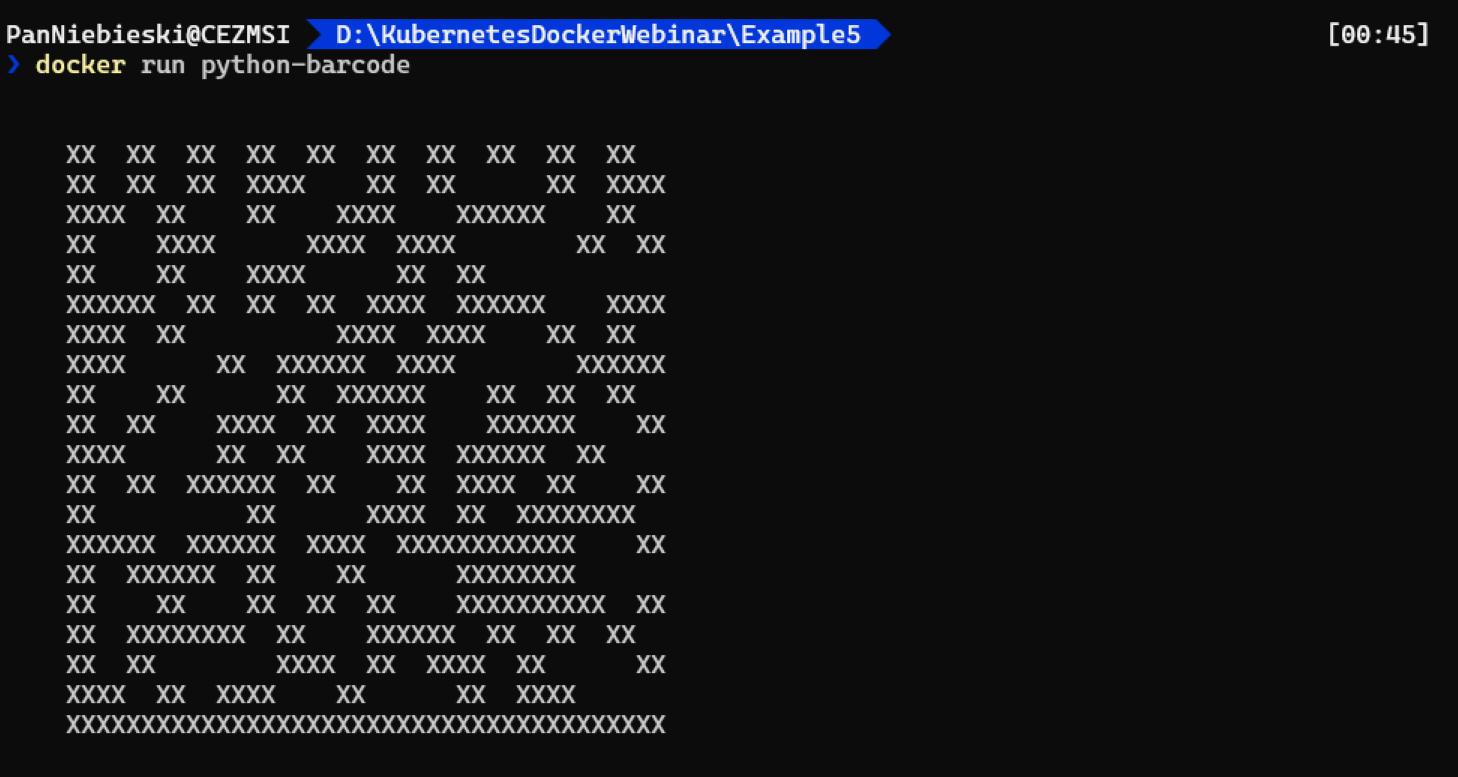 PanNiebieski@CEZMSI D:\KubernetesDockerWebinar\Example5 [00:45]
❯ docker run python-barcode
XX  XX  XX  XX  XX  XX  XX  XX  XX  XX
XX  XX  XX  XXXX    XX  XX      XX  XXXX
XXXX  XX    XX    XXXX    XXXXXX    XX
XX    XXXX      XXXX  XXXX        XX  XX
XX    XX    XXXX      XX  XX
XXXXXX  XX  XX  XX  XXXX  XXXXXX    XXXX
XXXX  XX          XXXX  XXXX    XX  XX
XXXX      XX  XXXXXX  XXXX        XXXXXX
XX    XX      XX  XXXXXX    XX  XX  XX
XX  XX    XXXX  XX  XXXX    XXXXXX    XX
XXXX      XX  XX    XXXX  XXXXXX  XX
XX  XX  XXXXXX  XX    XX  XXXX  XX    XX
XX          XX      XXXX  XX  XXXXXXXX
XXXXXX  XXXXXX  XXXX  XXXXXXXXXXXX    XX
XX  XXXXXX  XX    XX      XXXXXXXX
XX    XX    XX  XX  XX    XXXXXXXXXX  XX
XX  XXXXXXXX  XX    XXXXXX  XX  XX  XX
XX  XX        XXXX  XX  XXXX  XX      XX
XXXX  XX  XXXX    XX      XX  XXXX
XXXXXXXXXXXXXXXXXXXXXXXXXXXXXXXXXXXXXXXX